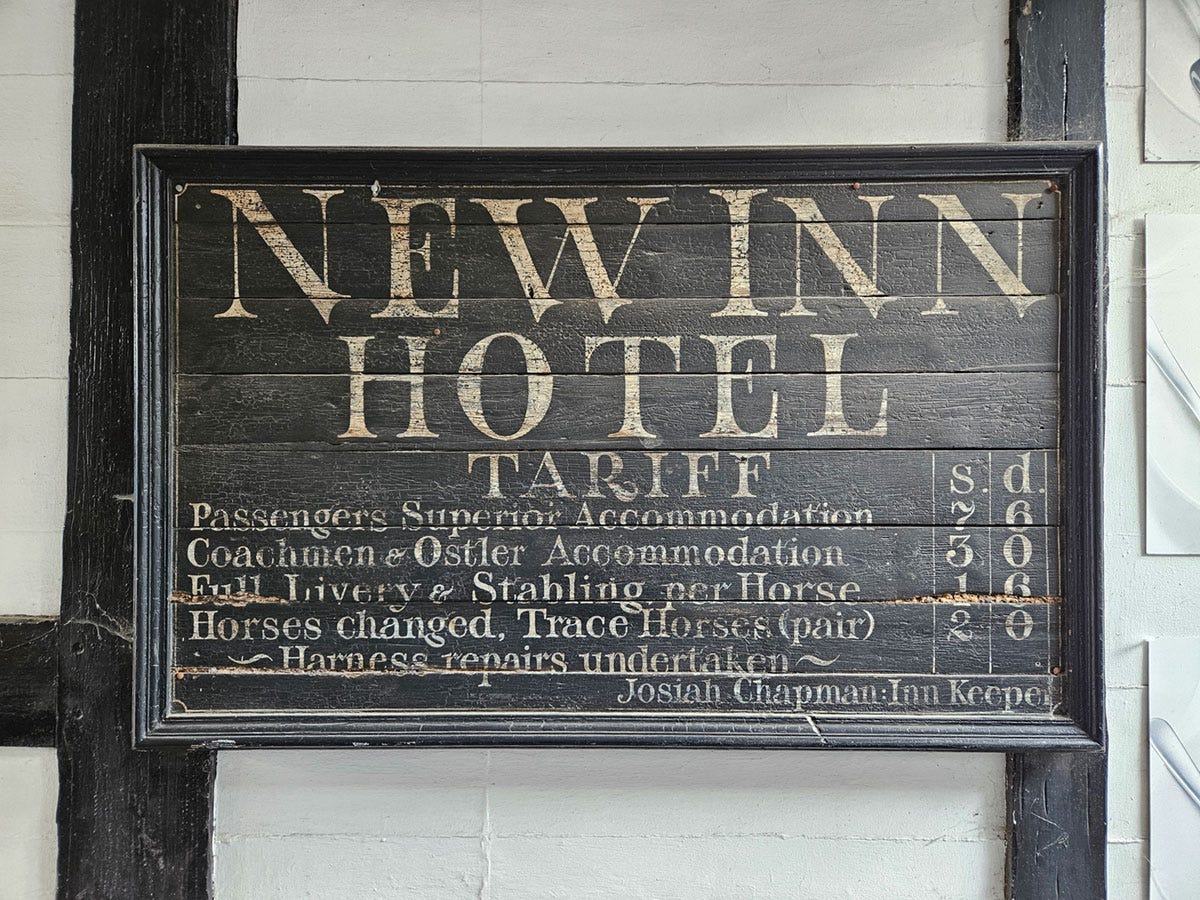 NEW INN
HOTEL
TARIFF s. d.
Passengers Superior Accommodation 7 6
Coachmen & Ostler Accommodation 3 0
Full Livery & Stabling per Horse 1 6
Horses changed, Trace Horses (pair) 2 0
~ Harness repairs undertaken ~
Josiah Chapman: Inn Keeper